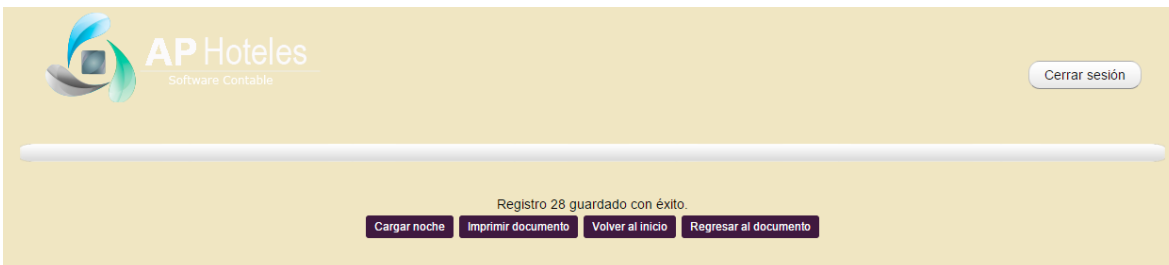 AP Hoteles
Software Contable
Cerrar sesión
Registro 28 guardado con éxito.
Cargar noche Imprimir documento Volver al inicio Regresar al documento